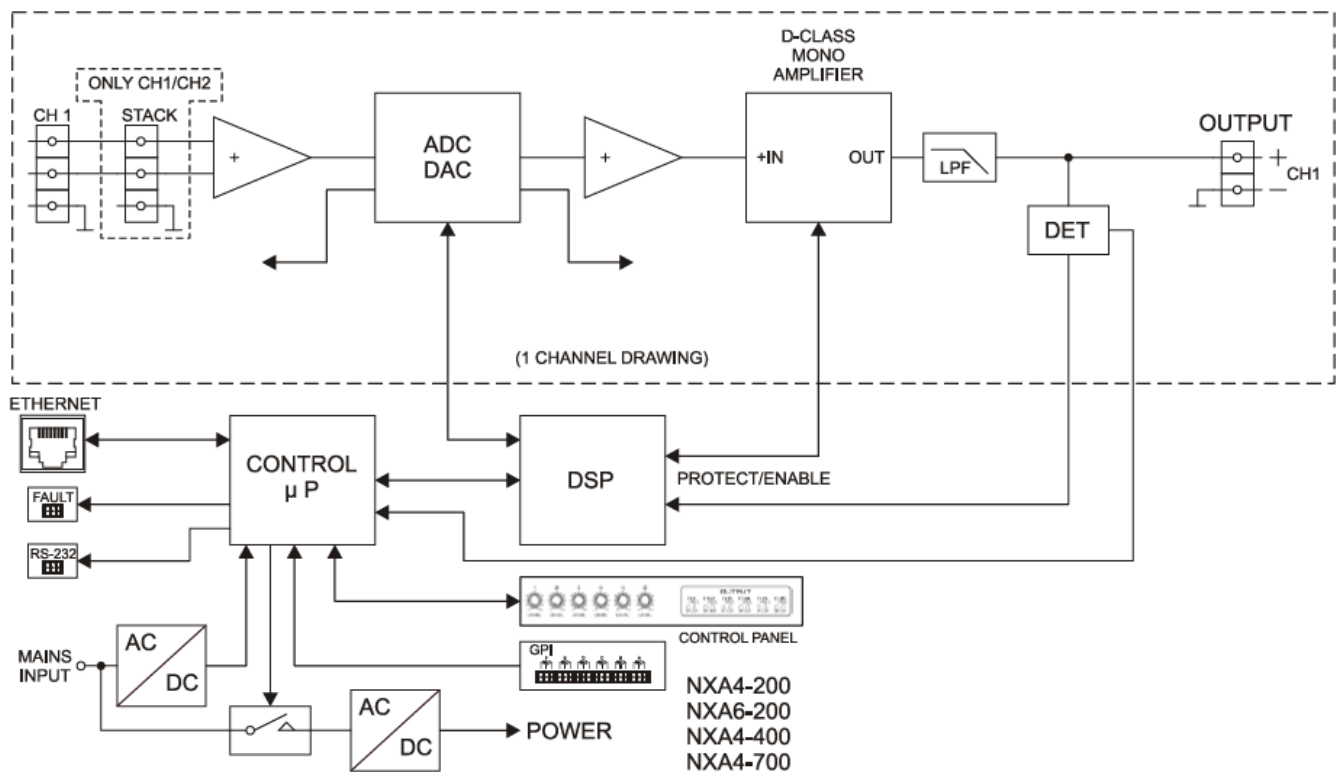 D-CLASS
MONO
AMPLIFIER
ONLY CH1/CH2
CH 1
STACK
+
ADC
DAC
+
+IN
OUT
LPF
OUTPUT
+
CH1
−
DET
(1 CHANNEL DRAWING)
ETHERNET
CONTROL
µ P
DSP
PROTECT/ENABLE
FAULT
RS-232
OUTPUT
CONTROL PANEL
MAINS
INPUT
AC
DC
GPI
AC
DC
POWER
NXA4-200
NXA6-200
NXA4-400
NXA4-700